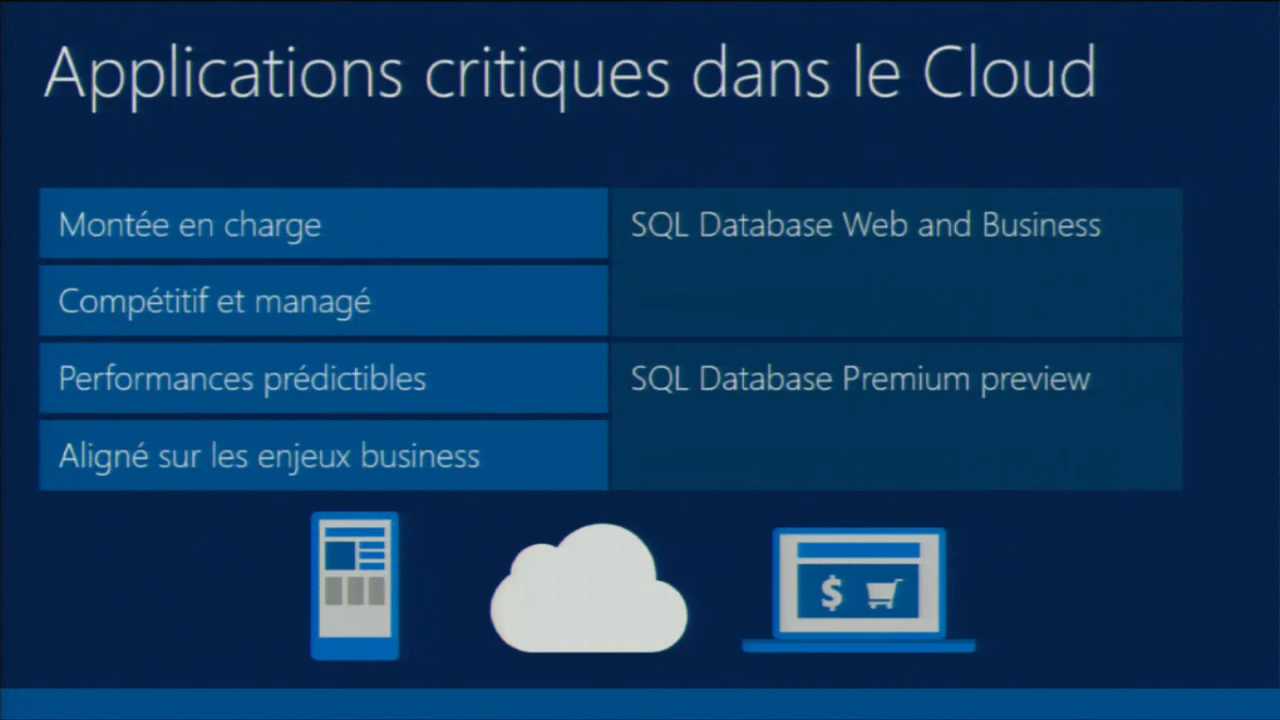 Applications critiques dans le Cloud
Montée en charge
SQL Database Web and Business
Compétitif et managé
Performances prédictibles
SQL Database Premium preview
Aligné sur les enjeux business
$